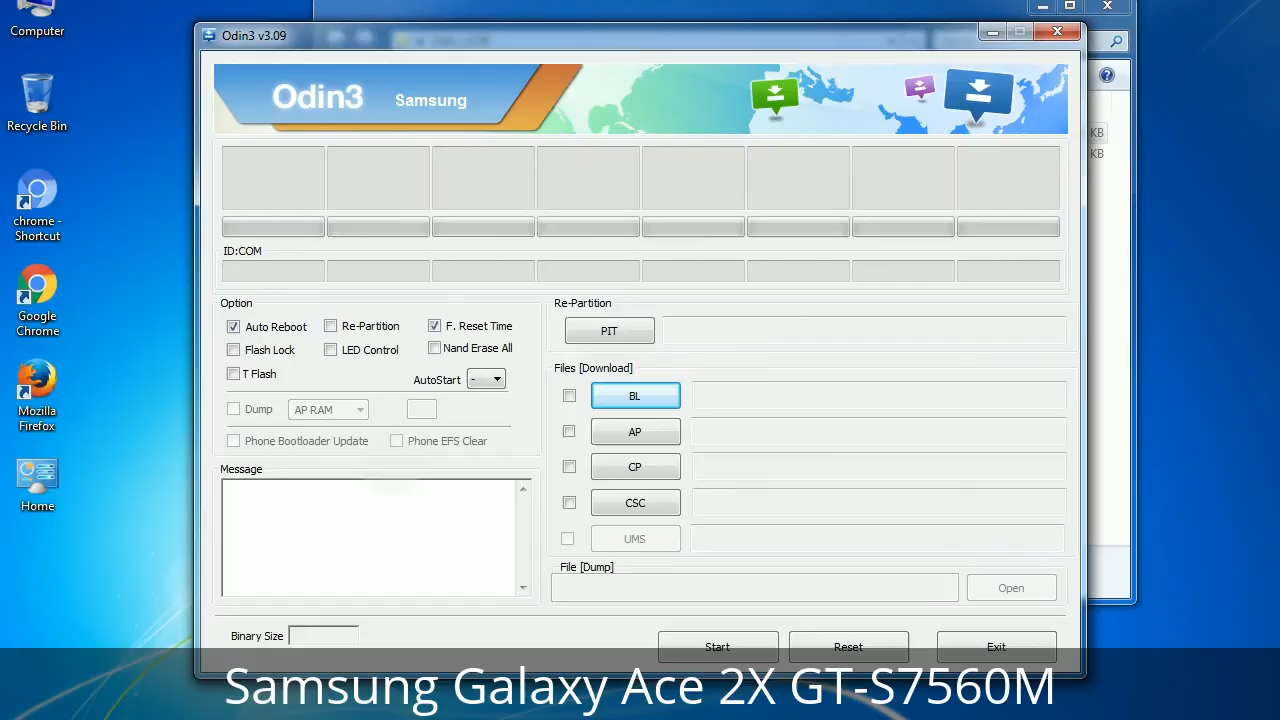 Computer
Recycle Bin
chrome -
Shortcut
Google
Chrome
Mozilla
Firefox
Home
Odin3 v3.09
Odin3 Samsung
KB
KB
ID:COM
Option
Auto Reboot
Re-Partition
F. Reset Time
Flash Lock
LED Control
Nand Erase All
T Flash
AutoStart -
Dump AP RAM
Phone Bootloader Update
Phone EFS Clear
Message
Re-Partition
PIT
Files [Download]
BL
AP
CP
CSC
UMS
File [Dump]
Open
Binary Size
Start
Reset
Exit
Samsung Galaxy Ace 2X GT-S7560M